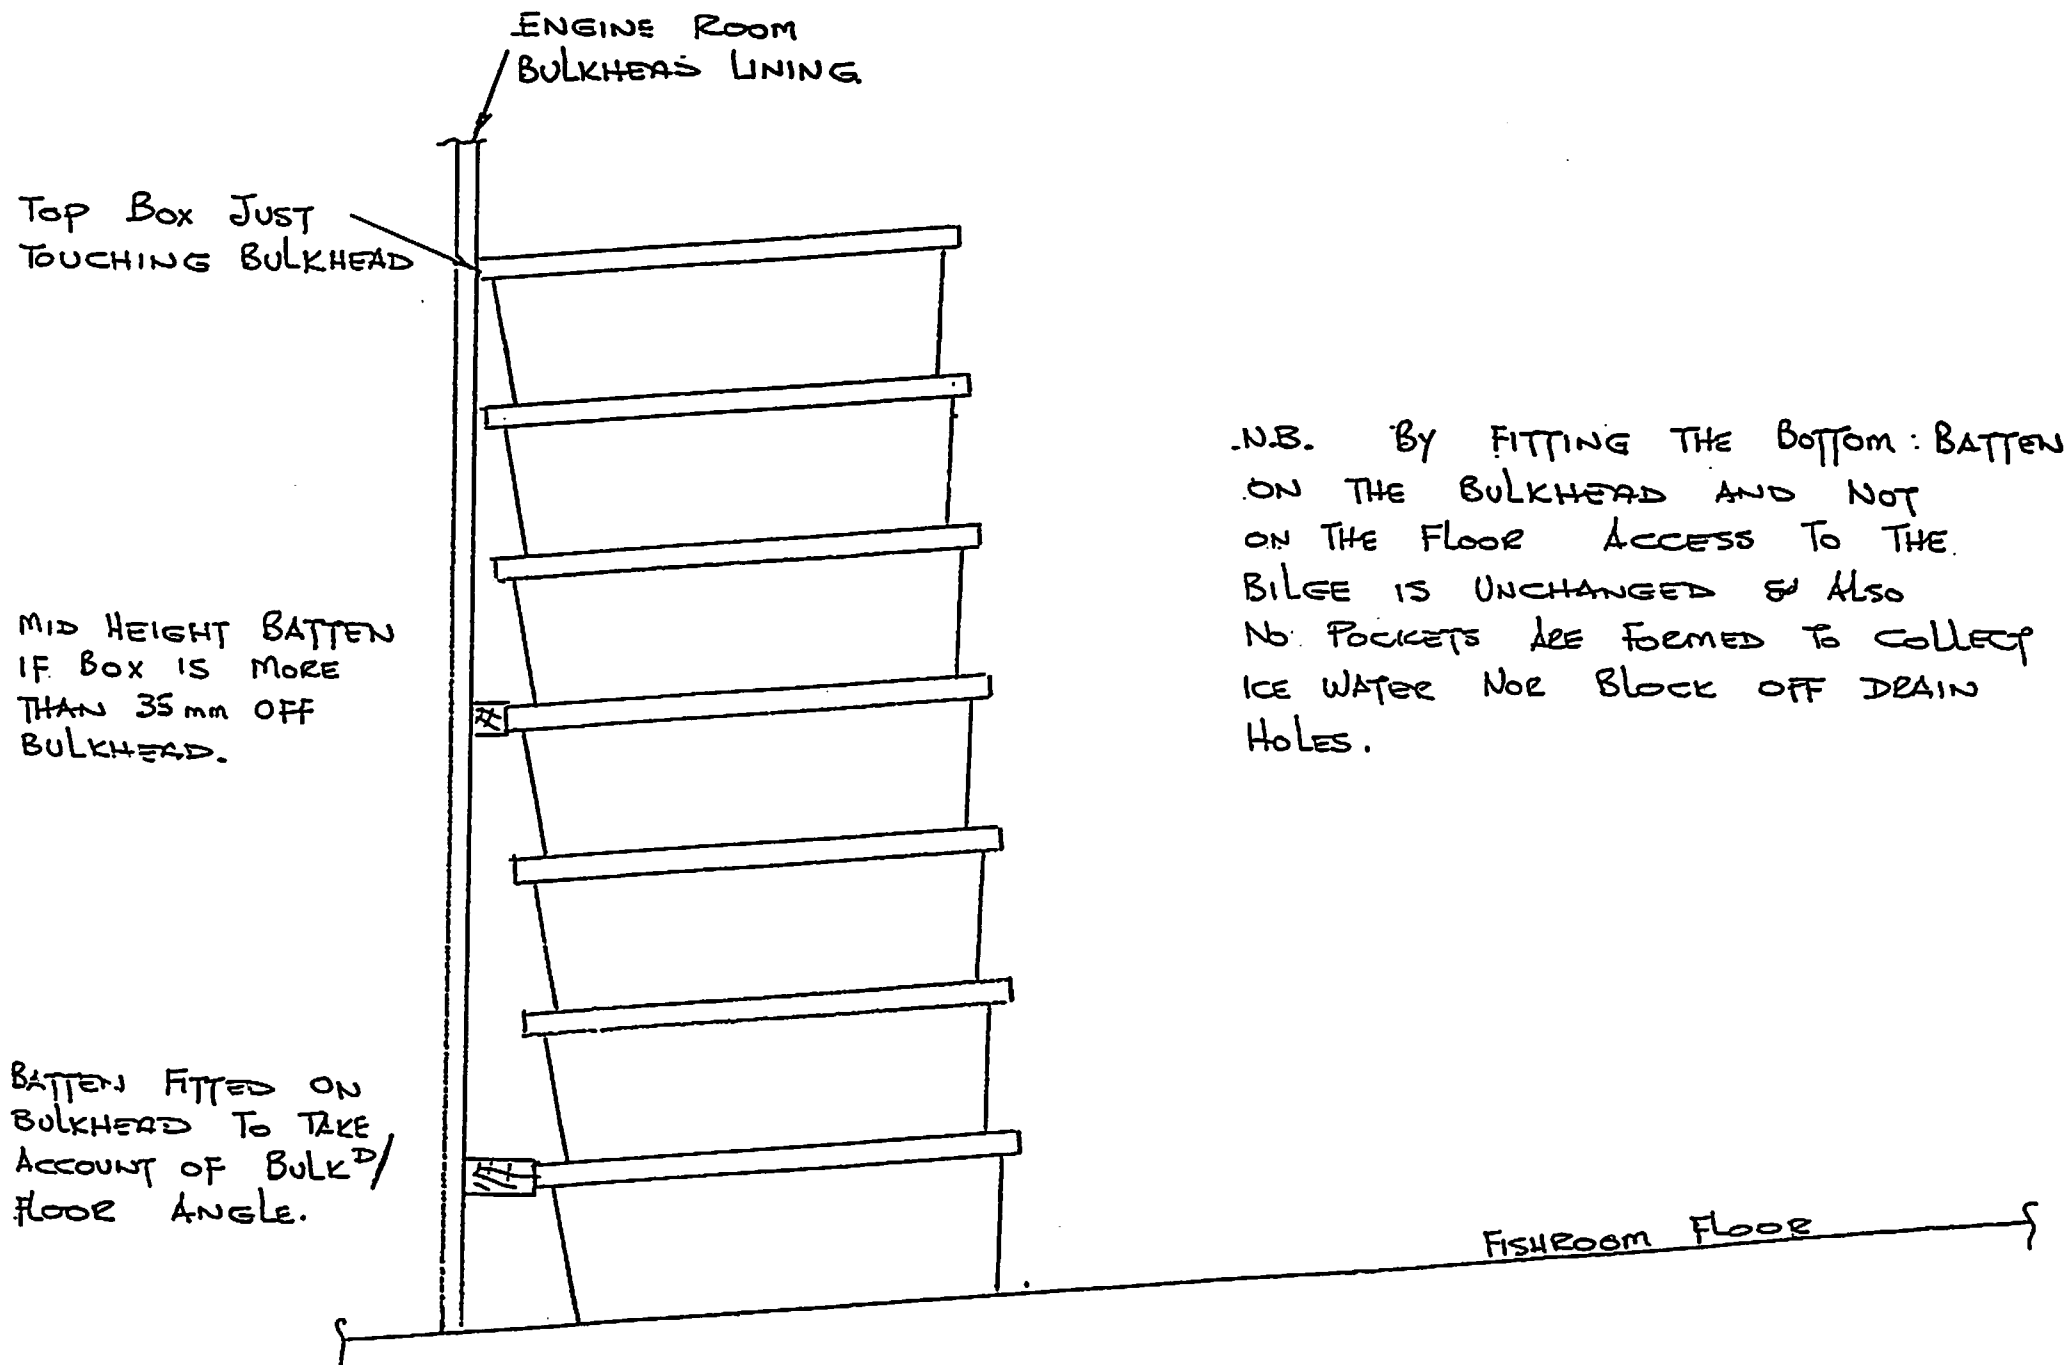 ENGINE ROOM
BULKHEAD LINING
TOP BOX JUST
TOUCHING BULKHEAD
MID HEIGHT BATTEN
IF BOX IS MORE
THAN 35 mm OFF
BULKHEAD.
BATTEN FITTED ON
BULKHEAD TO TAKE
ACCOUNT OF BULKD/
FLOOR ANGLE.
N.B. BY FITTING THE BOTTOM BATTEN
ON THE BULKHEAD AND NOT
ON THE FLOOR ACCESS TO THE
BILGE IS UNCHANGED & ALSO
NO POCKETS ARE FORMED TO COLLECT
ICE WATER NOR BLOCK OFF DRAIN
HOLES.
FISHROOM FLOOR